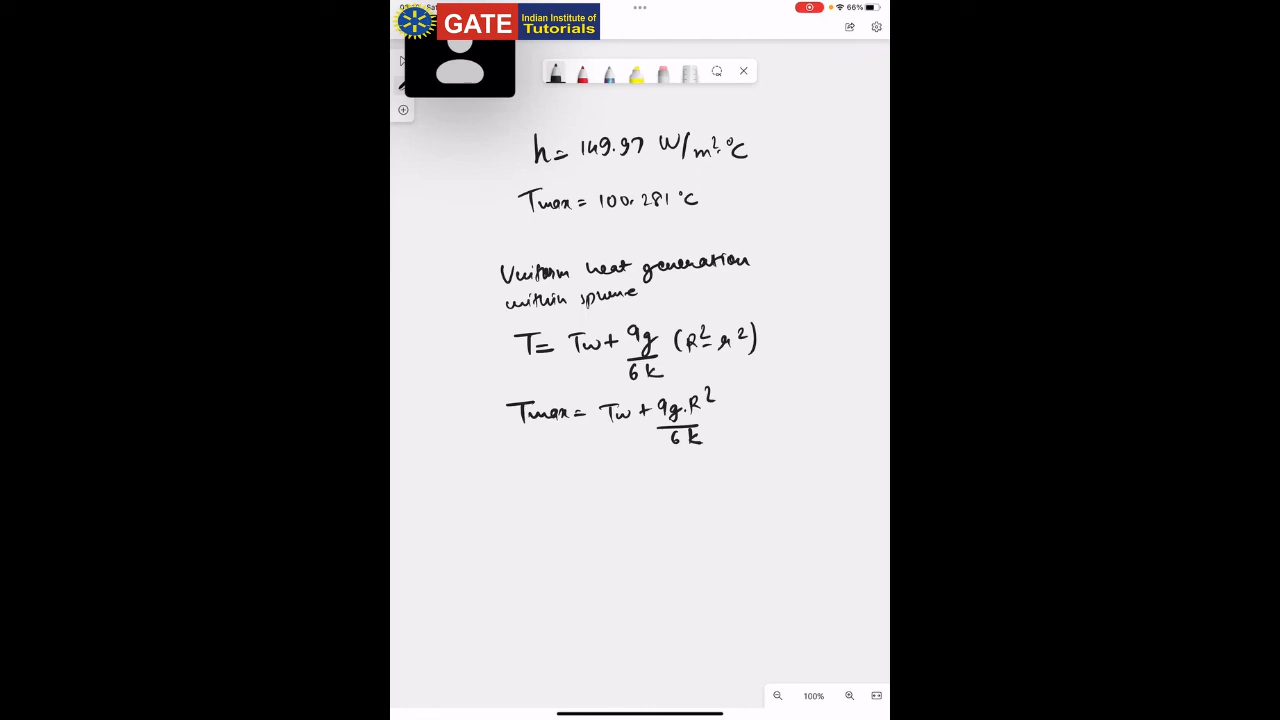 GATE
Indian Institute of
Tutorials
66%
h = 149.97 W/m².°C
Tmax = 100.281 °C
Uniform heat generation
within sphere
T = Tw + qg/6k (R² - r²)
Tmax = Tw + qg.R²/6k
100%